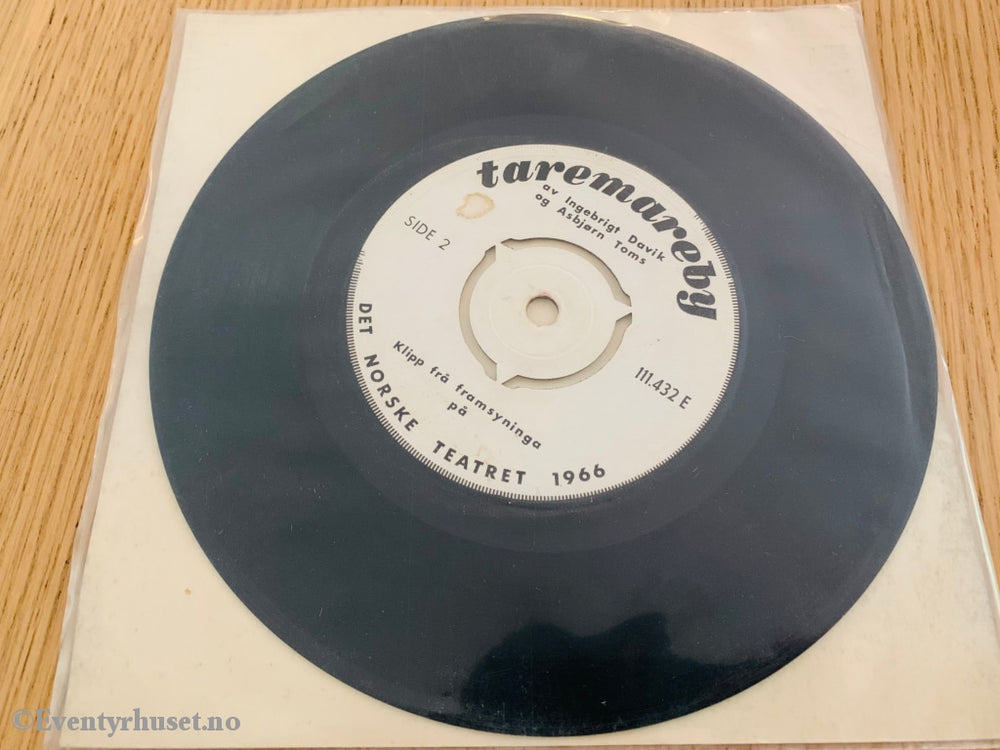 taremareby
av Ingebrigt Davik
og Asbjørn Toms
SIDE 2
111.432 E
Klipp frå framsyninga
på
DET NORSKE TEATRET 1966
©Eventyrhuset.no